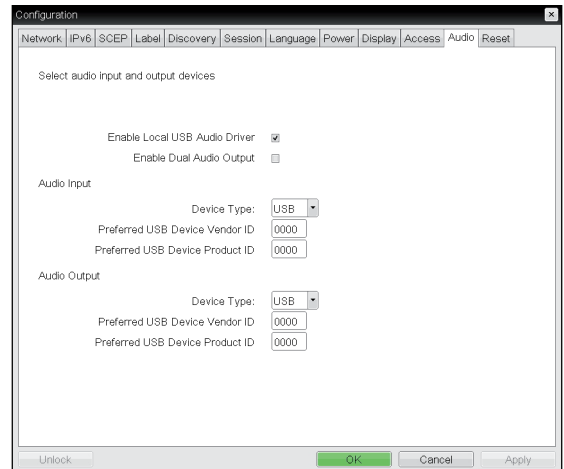 Configuration
Network IPv6 SCEP Label Discovery Session Language Power Display Access Audio Reset
Select audio input and output devices
Enable Local USB Audio Driver
Enable Dual Audio Output
Audio Input
Device Type: USB
Preferred USB Device Vendor ID 0000
Preferred USB Device Product ID 0000
Audio Output
Device Type: USB
Preferred USB Device Vendor ID 0000
Preferred USB Device Product ID 0000
Unlock OK Cancel Apply